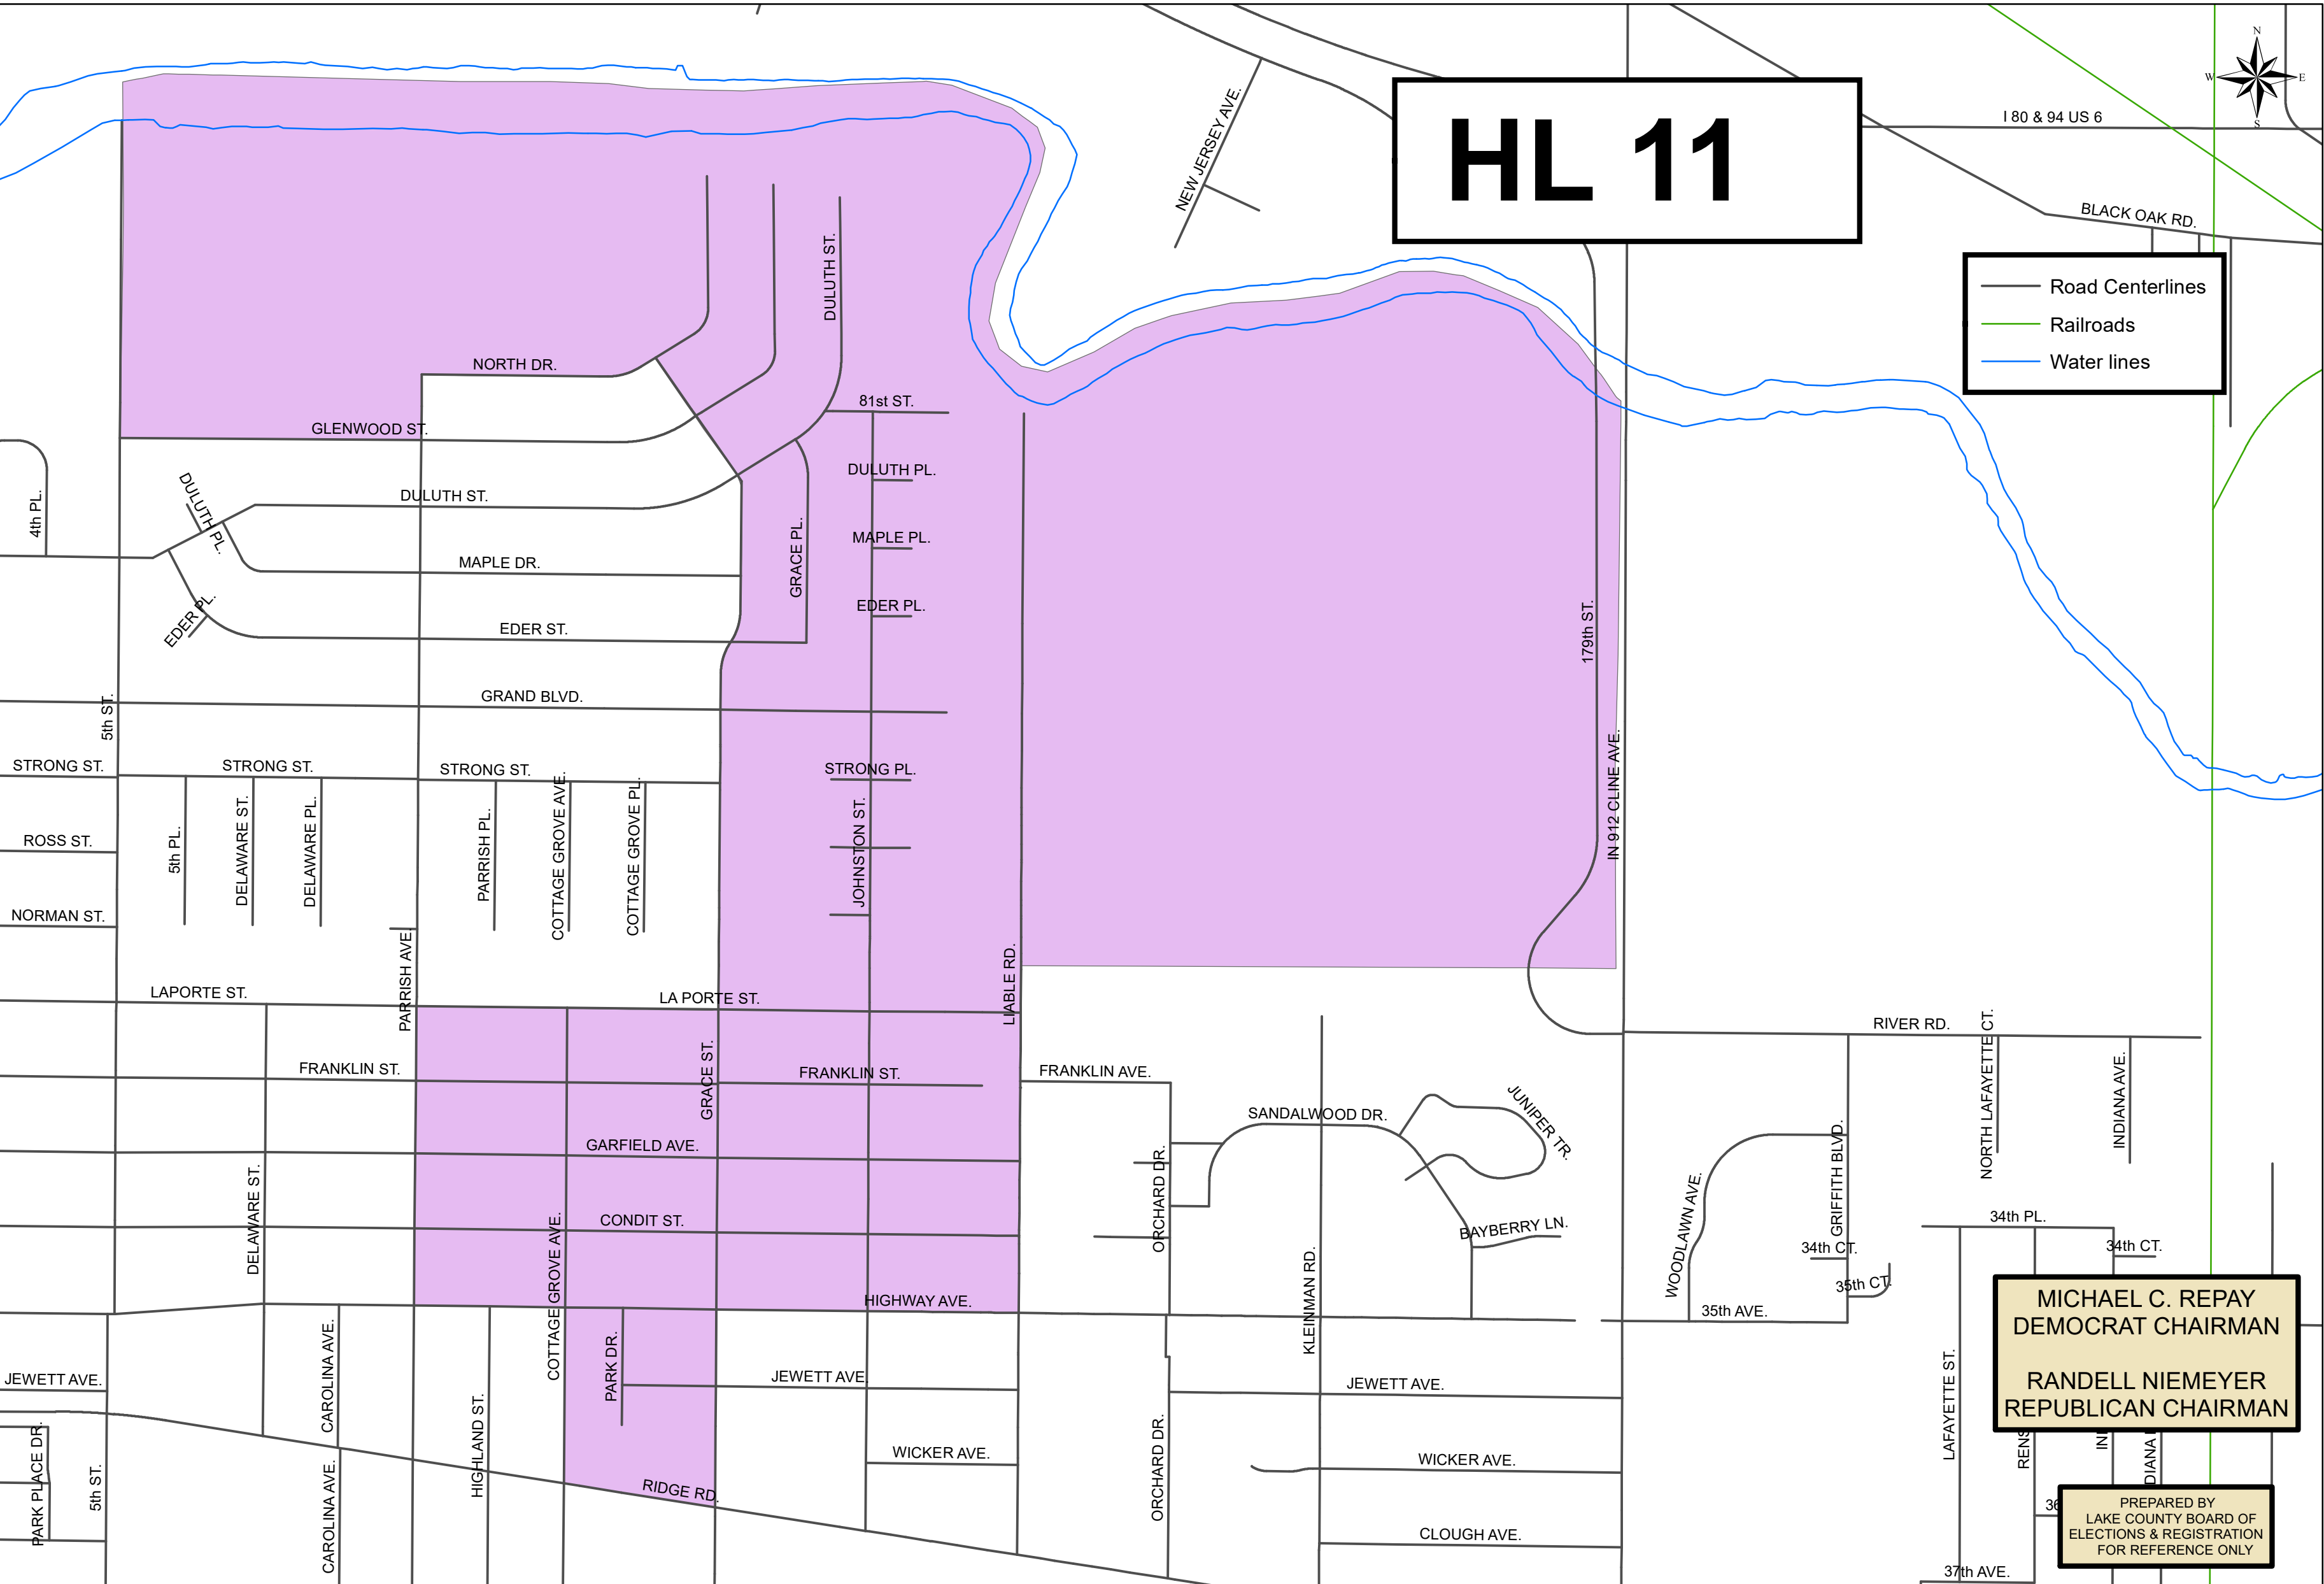 N
W E
S
HL 11
I 80 & 94 US 6
NEW JERSEY AVE.
BLACK OAK RD.
Road Centerlines
Railroads
Water lines
DULUTH ST.
NORTH DR.
81st ST.
GLENWOOD ST.
DULUTH PL.
DULUTH PL.
4th PL.
DULUTH ST.
GRACE PL.
MAPLE PL.
MAPLE DR.
EDER PL.
EDER PL.
EDER ST.
179th ST.
5th ST.
GRAND BLVD.
STRONG ST.
STRONG ST.
STRONG ST.
STRONG PL.
IN 912 CLINE AVE.
ROSS ST.
5th PL.
DELAWARE ST.
DELAWARE PL.
PARRISH PL.
COTTAGE GROVE AVE.
COTTAGE GROVE PL.
JOHNSTON ST.
NORMAN ST.
PARRISH AVE.
LIABLE RD.
LAPORTE ST.
LA PORTE ST.
RIVER RD.
NORTH LAFAYETTE CT.
INDIANA AVE.
FRANKLIN ST.
GRACE ST.
FRANKLIN ST.
FRANKLIN AVE.
SANDALWOOD DR.
JUNIPER TR.
GARFIELD AVE.
ORCHARD DR.
GRIFFITH BLVD.
WOODLAWN AVE.
DELAWARE ST.
CONDIT ST.
BAYBERRY LN.
34th PL.
34th CT.
34th CT.
35th CT.
COTTAGE GROVE AVE.
KLEINMAN RD.
HIGHWAY AVE.
35th AVE.
MICHAEL C. REPAY
DEMOCRAT CHAIRMAN
RANDELL NIEMEYER
REPUBLICAN CHAIRMAN
CAROLINA AVE.
PARK DR.
JEWETT AVE.
JEWETT AVE.
JEWETT AVE.
LAFAYETTE ST.
PARK PLACE DR.
5th ST.
HIGHLAND ST.
CAROLINA AVE.
RIDGE RD.
WICKER AVE.
ORCHARD DR.
WICKER AVE.
RENS
IN
DIANA
36
CLOUGH AVE.
PREPARED BY
LAKE COUNTY BOARD OF
ELECTIONS & REGISTRATION
FOR REFERENCE ONLY
37th AVE.